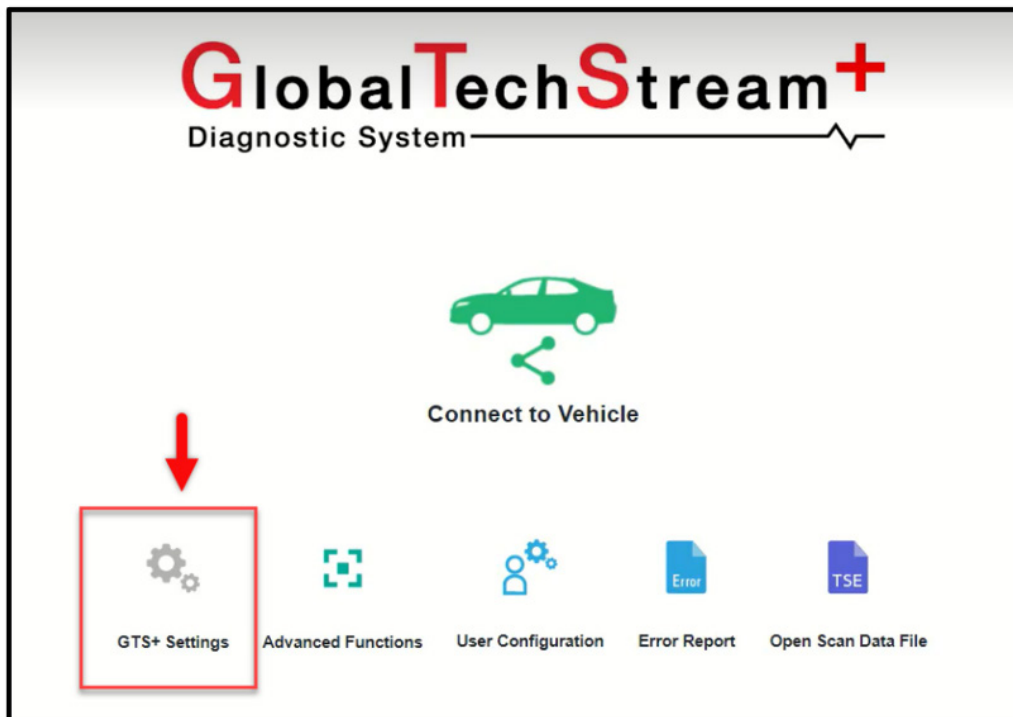 GlobalTechStream+
Diagnostic System
Connect to Vehicle
GTS+ Settings
Advanced Functions
User Configuration
Error
Error Report
TSE
Open Scan Data File